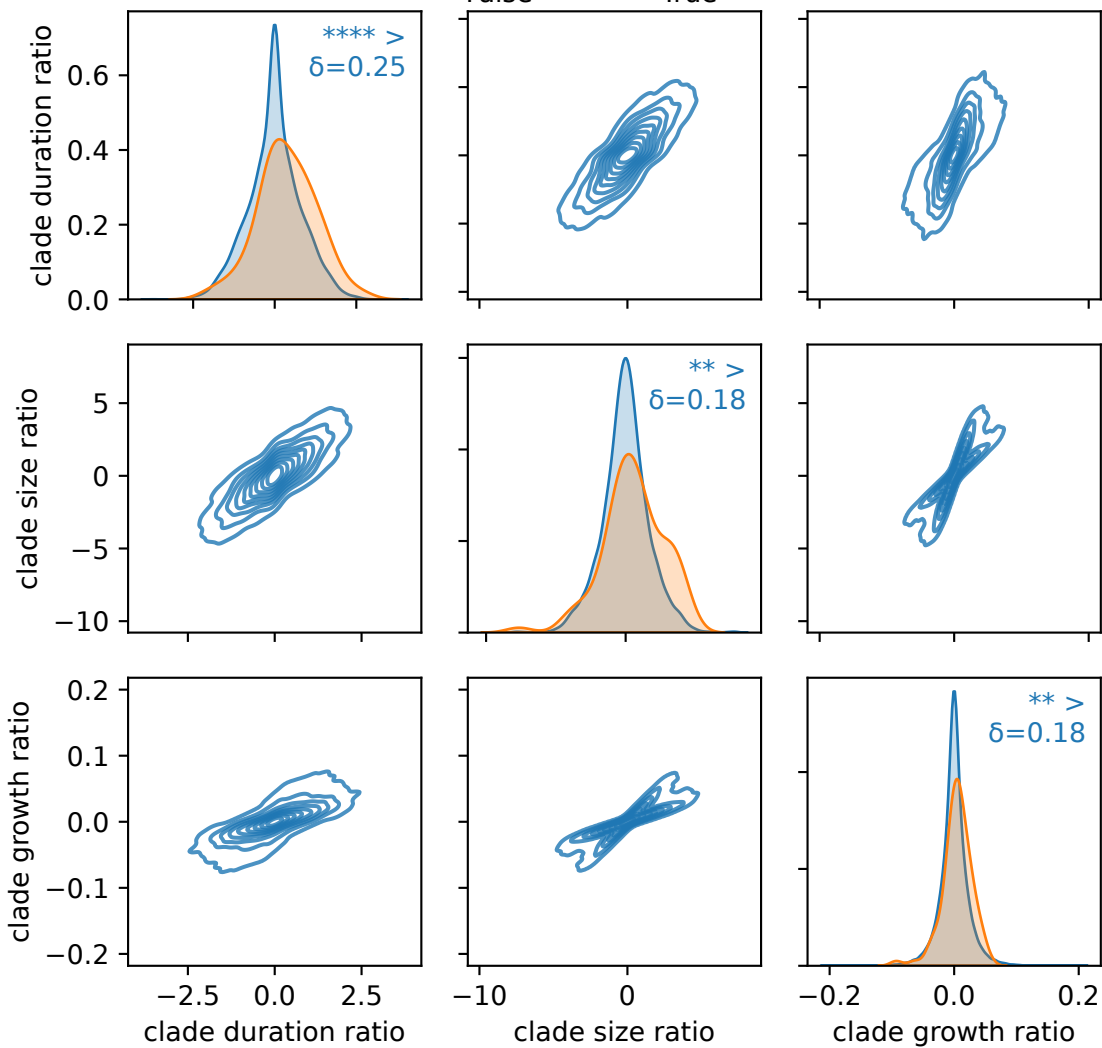 **** >
δ=0.25
clade duration ratio
0.6
0.4
0.2
0.0
** >
δ=0.18
clade size ratio
5
0
−5
−10
** >
δ=0.18
clade growth ratio
0.2
0.1
0.0
−0.1
−0.2
−2.5 0.0 2.5 −10 0 −0.2 0.0 0.2
clade duration ratio clade size ratio clade growth ratio